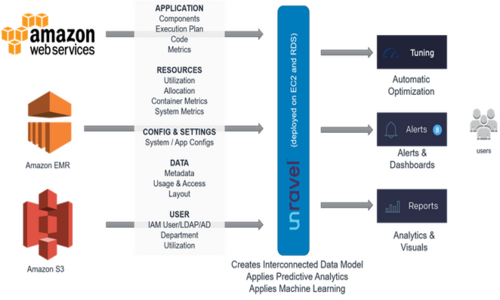 amazon
web services
Amazon EMR
Amazon S3
APPLICATION
Components
Execution Plan
Code
Metrics
RESOURCES
Utilization
Allocation
Container Metrics
System Metrics
CONFIG & SETTINGS
System / App Configs
DATA
Metadata
Usage & Access
Layout
USER
IAM User/LDAP/AD
Department
Utilization
unravel (deployed on EC2 and RDS)
Creates Interconnected Data Model
Applies Predictive Analytics
Applies Machine Learning
Tuning
Automatic
Optimization
Alerts 8
Alerts &
Dashboards
Reports
Analytics &
Visuals
users